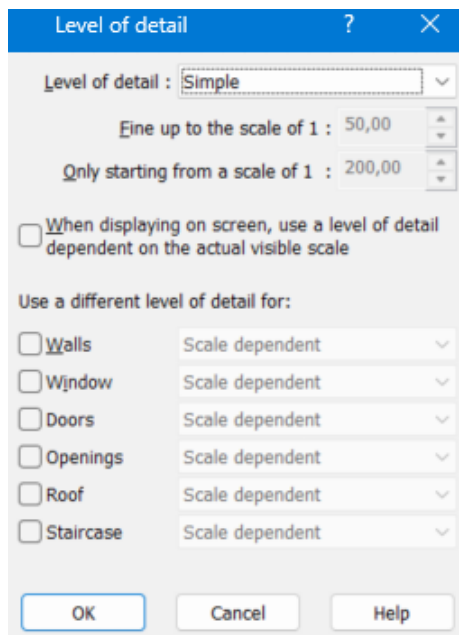 Level of detail ?
Level of detail : Simple
Fine up to the scale of 1 : 50,00
Only starting from a scale of 1 : 200,00
When displaying on screen, use a level of detail
dependent on the actual visible scale
Use a different level of detail for:
Walls Scale dependent
Window Scale dependent
Doors Scale dependent
Openings Scale dependent
Roof Scale dependent
Staircase Scale dependent
OK Cancel Help